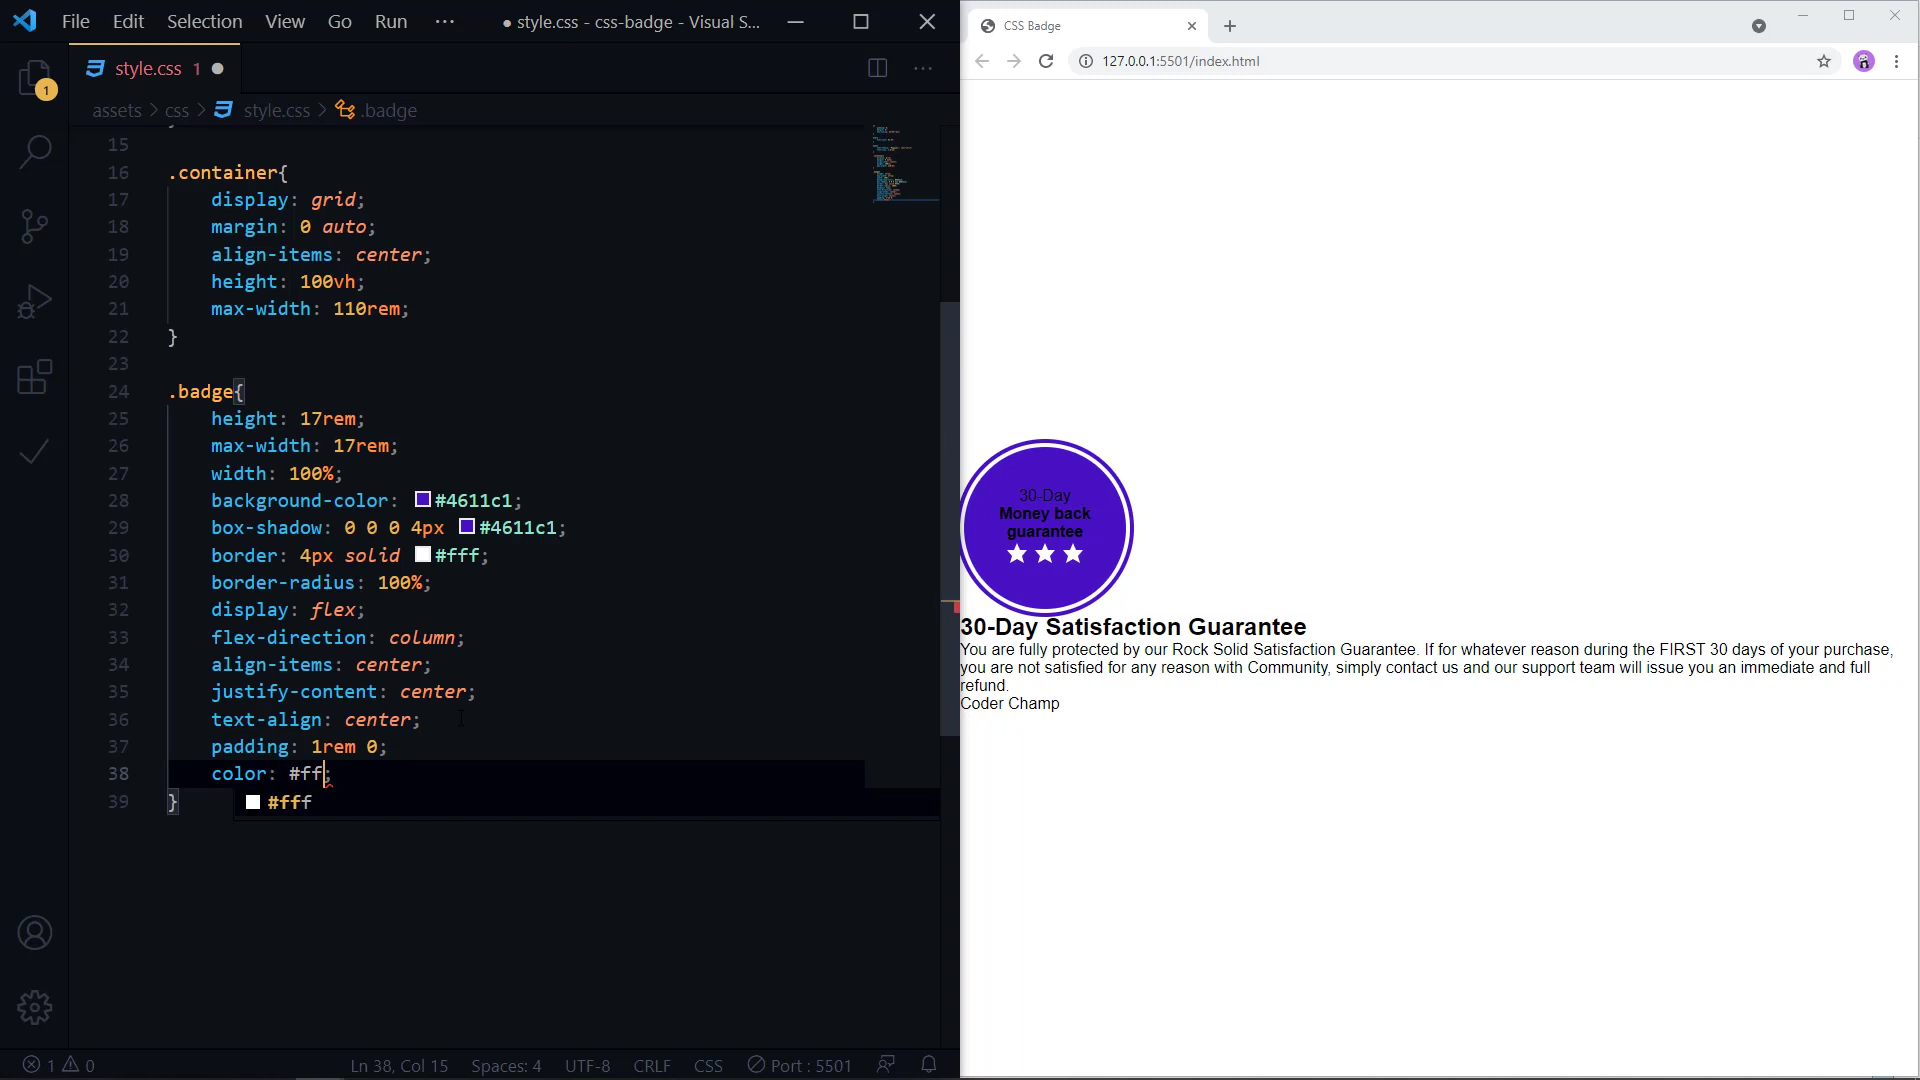 File Edit Selection View Go Run ··· ● style.css - css-badge - Visual S...
style.css 1 ●
assets > css > style.css > .badge
1
15
16 .container{
17 display: grid;
18 margin: 0 auto;
19 align-items: center;
20 height: 100vh;
21 max-width: 110rem;
22 }
23
24 .badge{
25 height: 17rem;
26 max-width: 17rem;
27 width: 100%;
28 background-color: #4611c1;
29 box-shadow: 0 0 0 4px #4611c1;
30 border: 4px solid #fff;
31 border-radius: 100%;
32 display: flex;
33 flex-direction: column;
34 align-items: center;
35 justify-content: center;
36 text-align: center;
37 padding: 1rem 0;
38 color: #ff;
39 }
#fff
1 0 Ln 38, Col 15 Spaces: 4 UTF-8 CRLF CSS Port : 5501
CSS Badge
127.0.0.1:5501/index.html
30-Day
Money back
guarantee
30-Day Satisfaction Guarantee
You are fully protected by our Rock Solid Satisfaction Guarantee. If for whatever reason during the FIRST 30 days of your purchase,
you are not satisfied for any reason with Community, simply contact us and our support team will issue you an immediate and full
refund.
Coder Champ